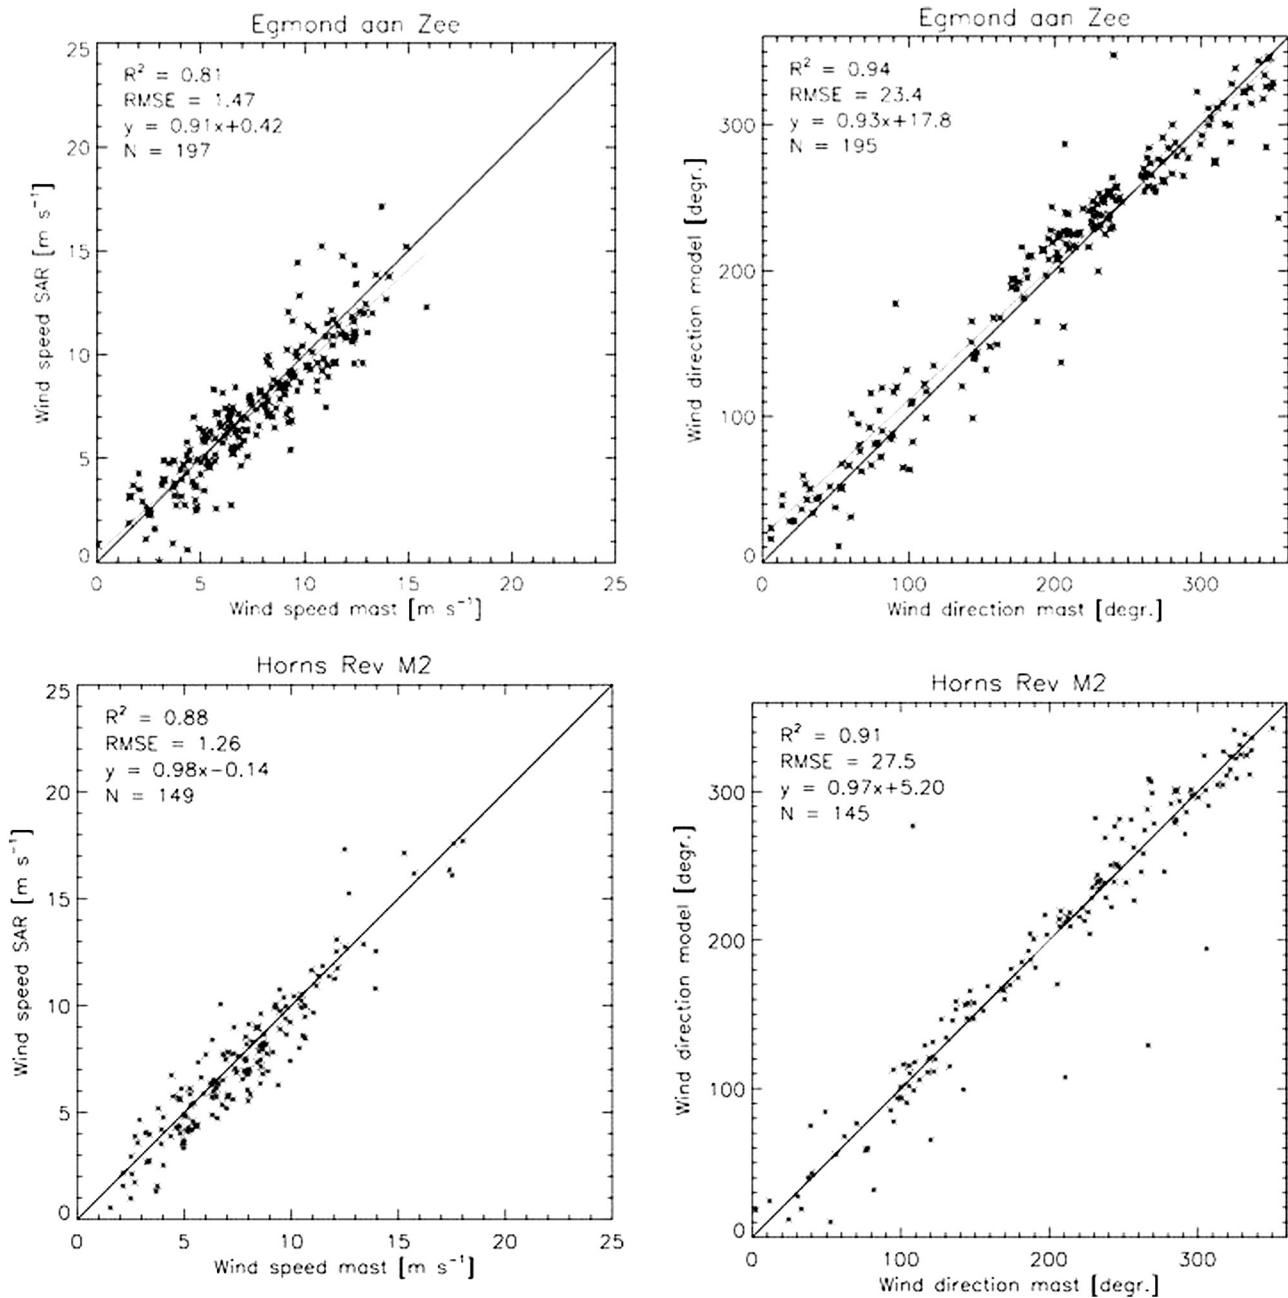 Egmond aan Zee
R² = 0.81
RMSE = 1.47
y = 0.91x+0.42
N = 197
25
20
15
10
5
0
0 5 10 15 20 25
Wind speed SAR [m s⁻¹]
Wind speed mast [m s⁻¹]
Egmond aan Zee
R² = 0.94
RMSE = 23.4
y = 0.93x+17.8
N = 195
300
200
100
0
0 100 200 300
Wind direction model [degr.]
Wind direction mast [degr.]
Horns Rev M2
R² = 0.88
RMSE = 1.26
y = 0.98x−0.14
N = 149
25
20
15
10
5
0
0 5 10 15 20 25
Wind speed SAR [m s⁻¹]
Wind speed mast [m s⁻¹]
Horns Rev M2
R² = 0.91
RMSE = 27.5
y = 0.97x+5.20
N = 145
300
200
100
0
0 100 200 300
Wind direction model [degr.]
Wind direction mast [degr.]